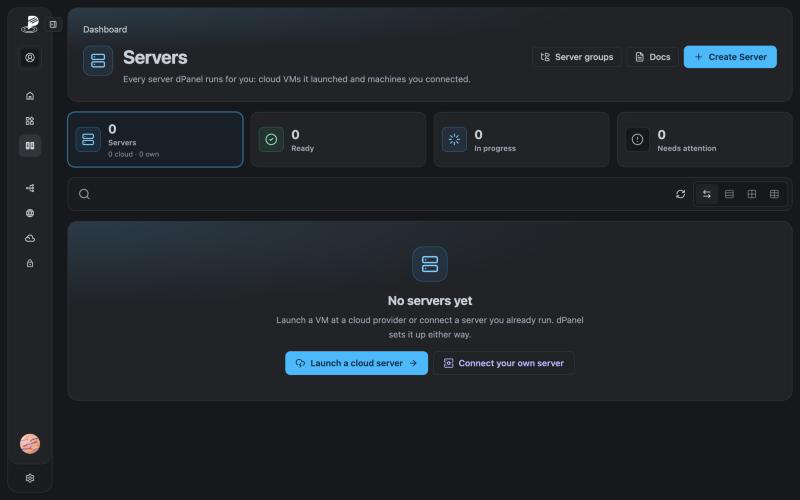 Dashboard
Servers
Every server dPanel runs for you: cloud VMs it launched and machines you connected.
Server groups
Docs
Create Server
0
Servers
0 cloud · 0 own
0
Ready
0
In progress
0
Needs attention
No servers yet
Launch a VM at a cloud provider or connect a server you already run. dPanel
sets it up either way.
Launch a cloud server
Connect your own server